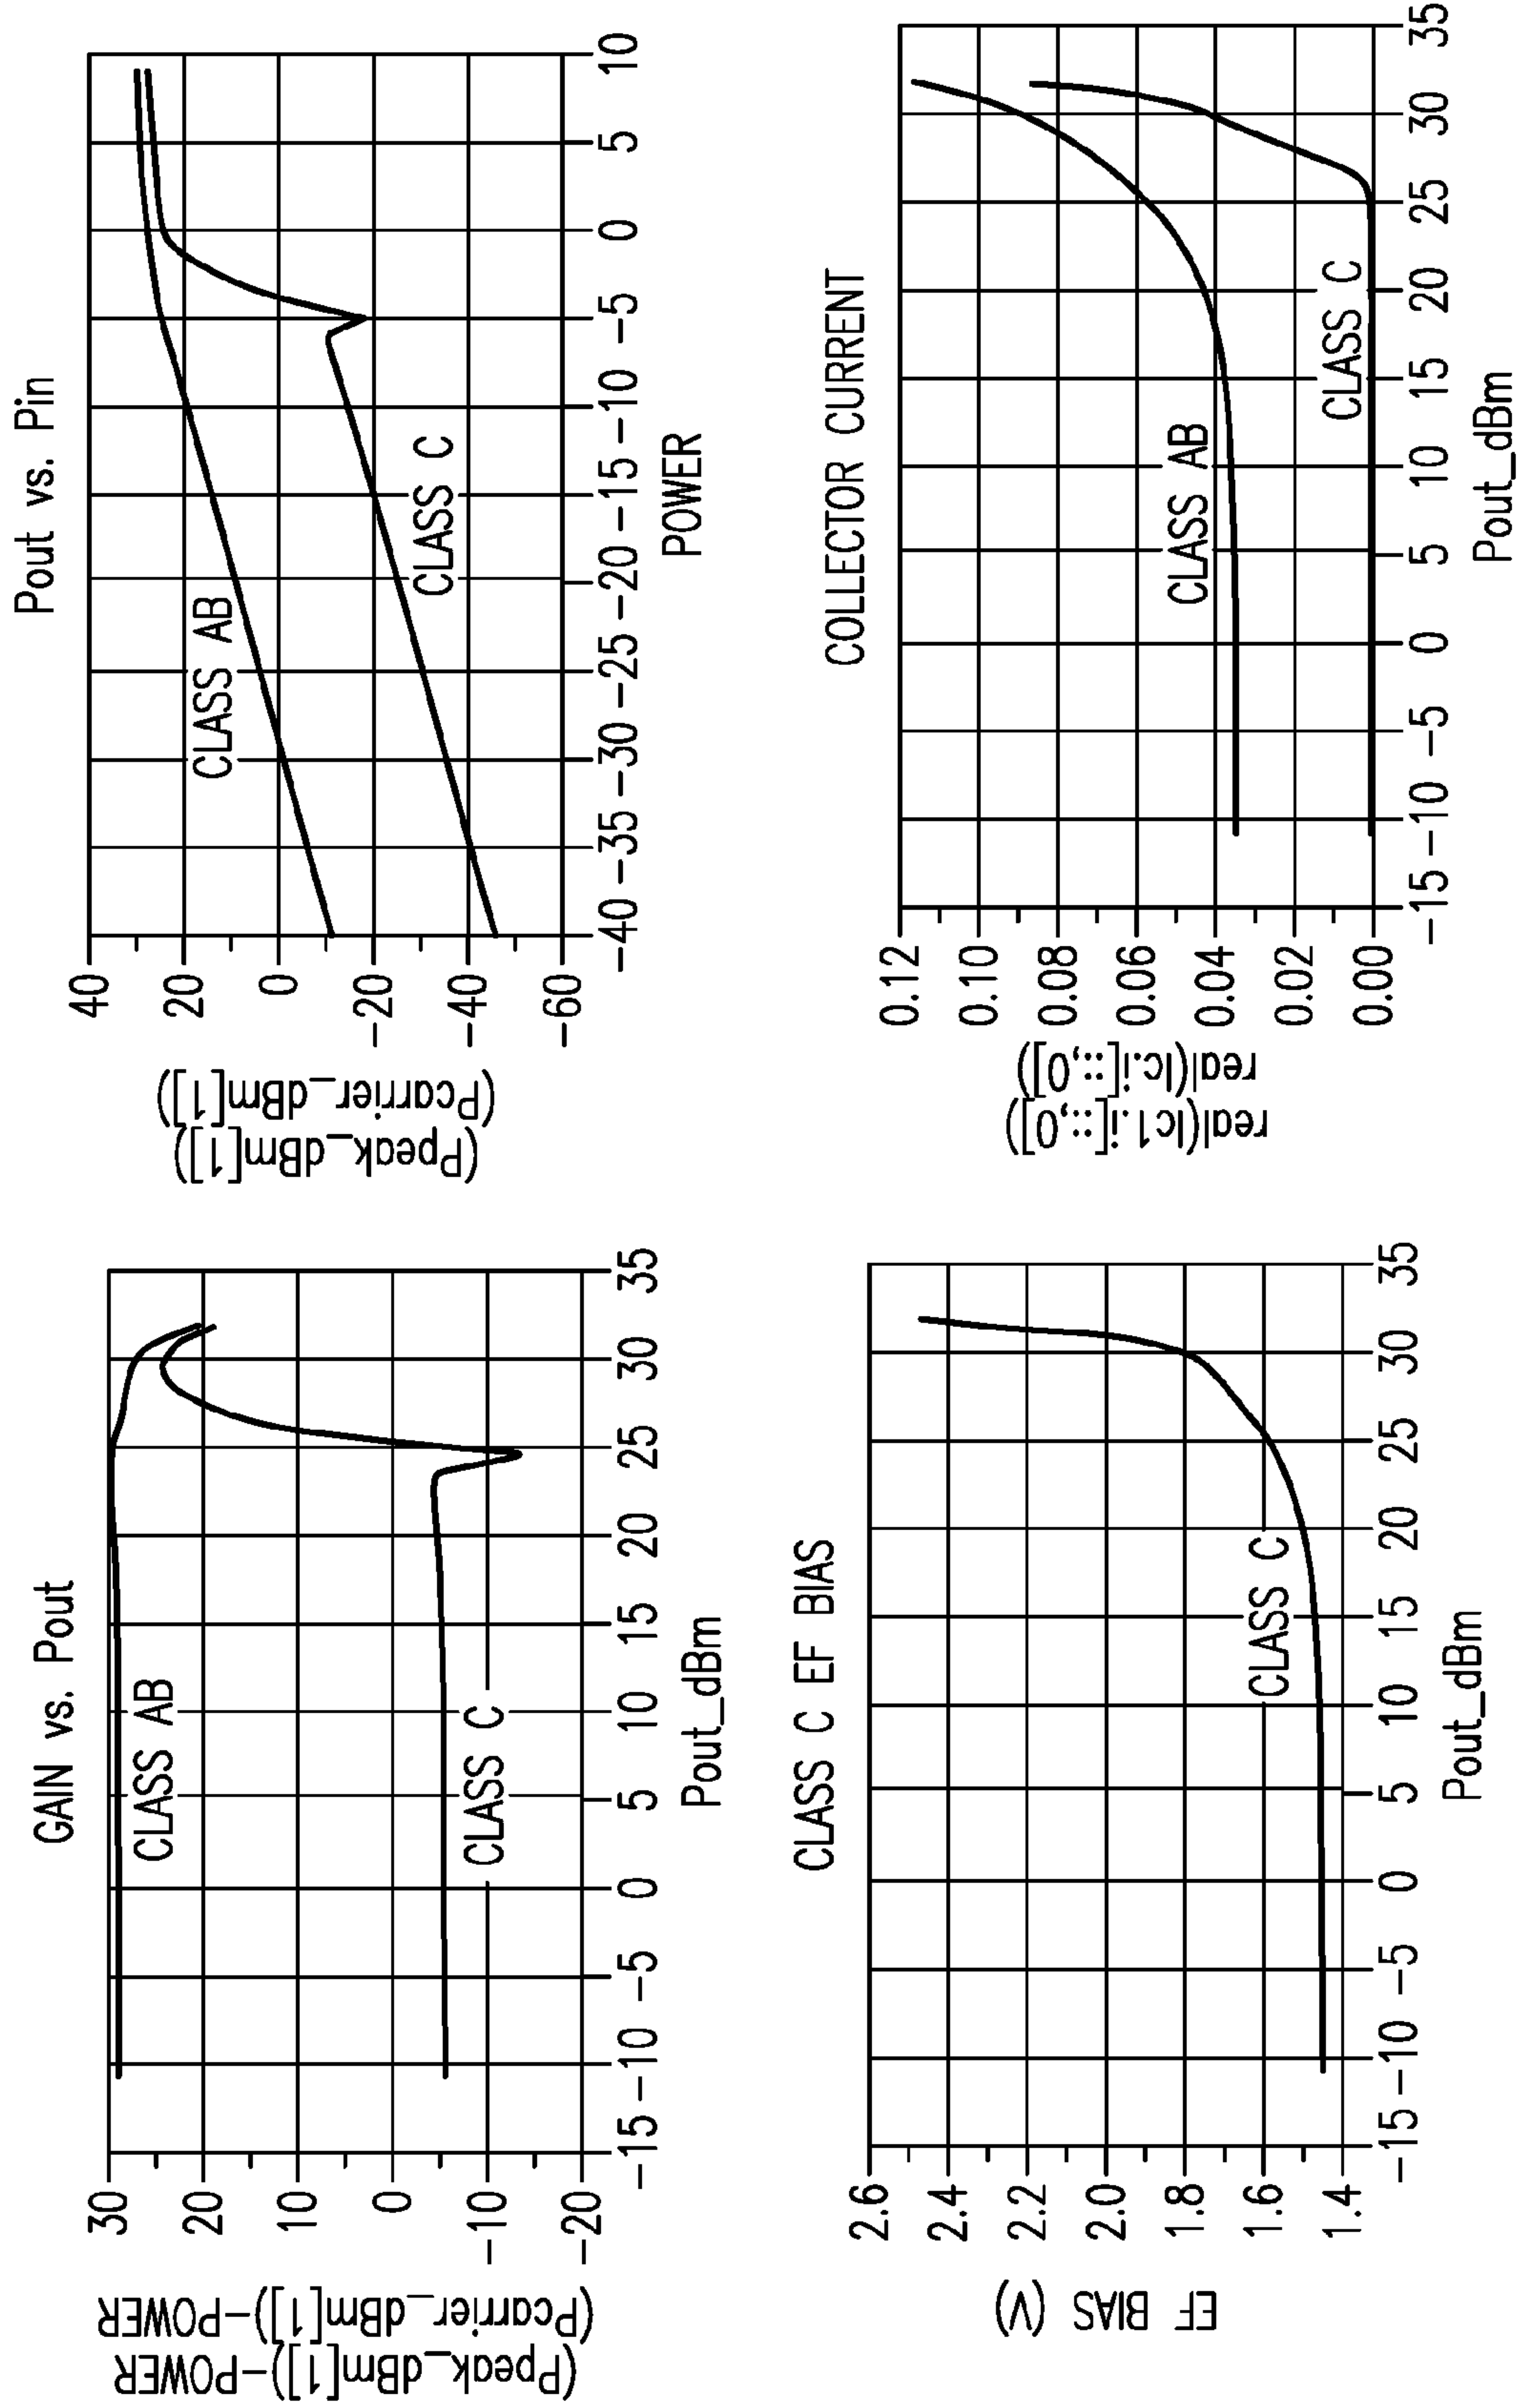 GAIN vs. Pout
(Ppeak_dBm[1])-POWER
(Pcarrier_dBm[1])-POWER
30
20
10
0
-10
-20
CLASS AB
CLASS C
-15 -10 -5 0 5 10 15 20 25 30 35
Pout_dBm
Pout vs. Pin
(Ppeak_dBm[1])
(Pcarrier_dBm[1])
40
20
0
-20
-40
-60
CLASS AB
CLASS C
-40 -35 -30 -25 -20 -15 -10 -5 0 5 10
POWER
CLASS C EF BIAS
EF BIAS (V)
2.6
2.4
2.2
2.0
1.8
1.6
1.4
CLASS C
-15 -10 -5 0 5 10 15 20 25 30 35
Pout_dBm
COLLECTOR CURRENT
real(Ic1.i[::,0])
real(Ic.i[::,0])
0.12
0.10
0.08
0.06
0.04
0.02
0.00
CLASS AB
CLASS C
-15 -10 -5 0 5 10 15 20 25 30 35
Pout_dBm